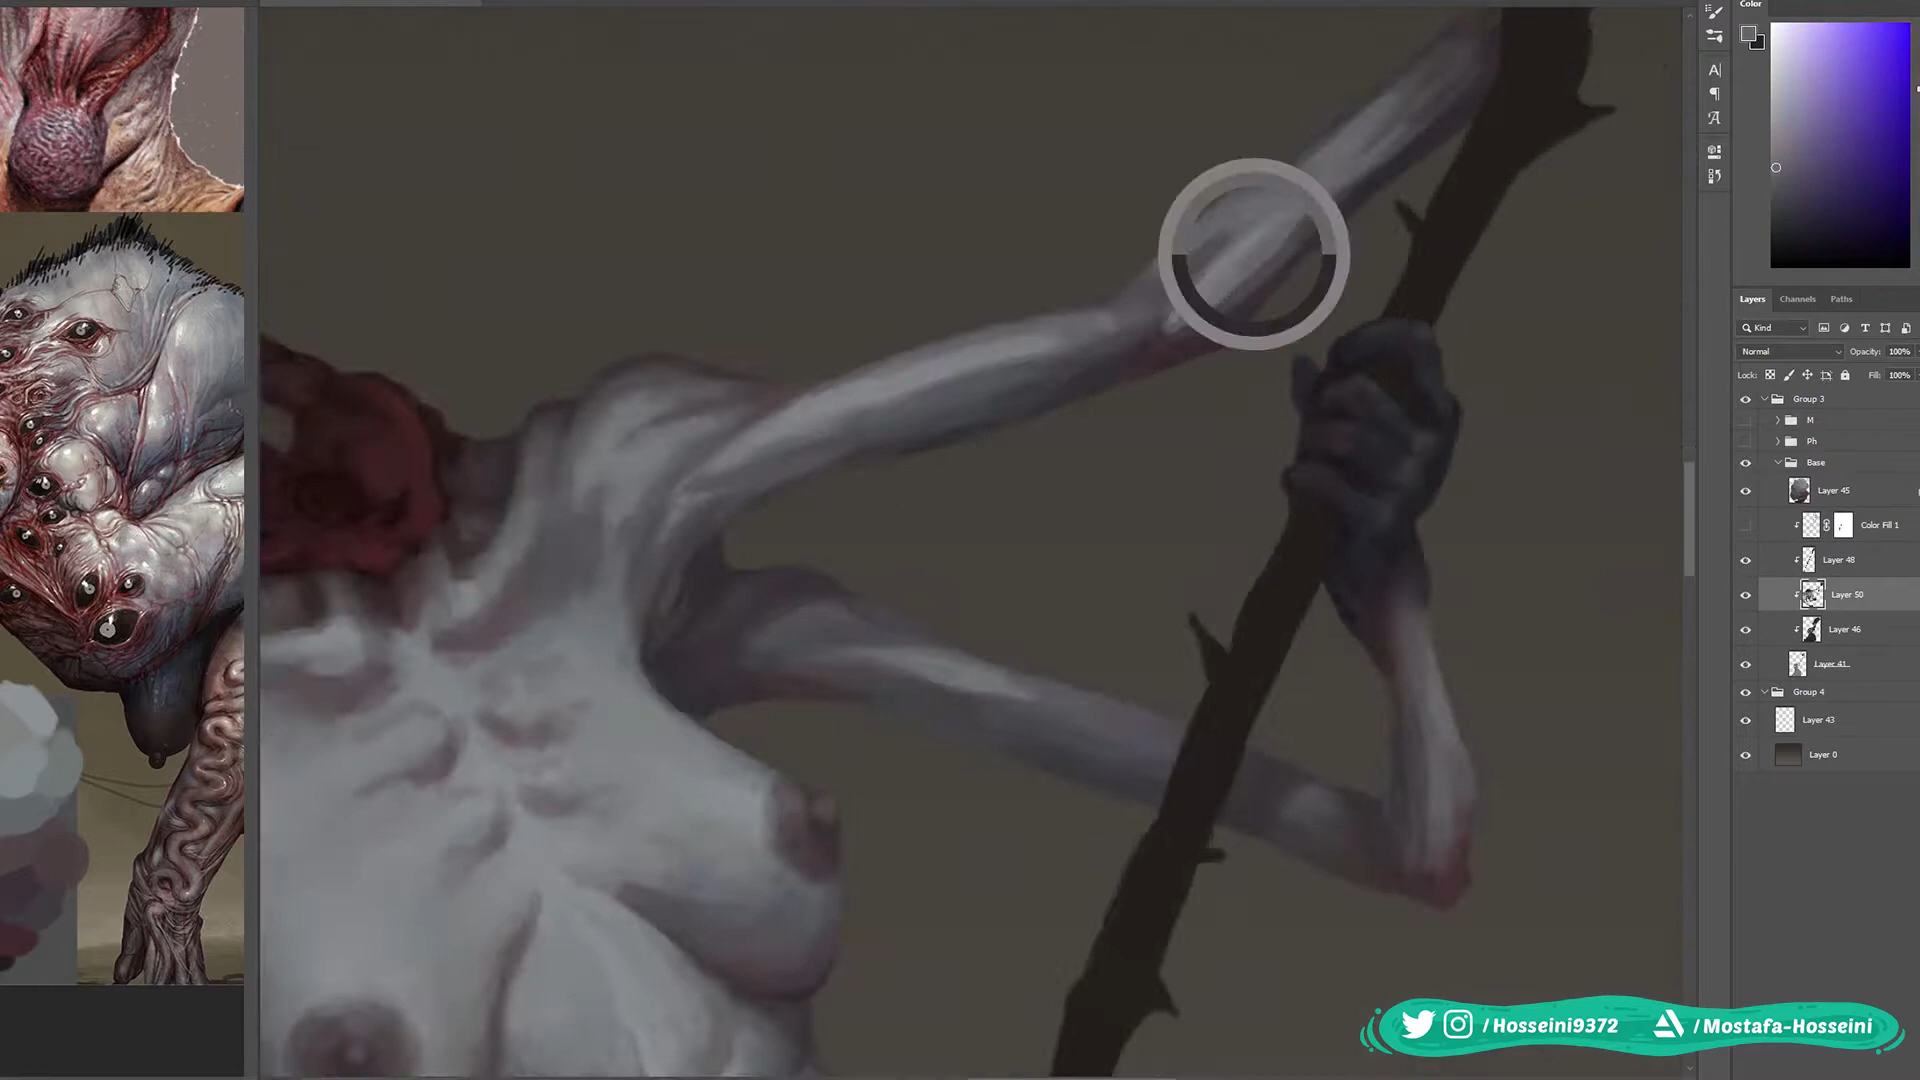 Color
Layers Channels Paths
Kind
Normal Opacity: 100%
Lock: Fill: 100%
Group 3
M
Ph
Base
Layer 45
Color Fill 1
Layer 48
Layer 50
Layer 46
Layer 41
Group 4
Layer 43
Layer 0
/Hosseini9372 /Mostafa-Hosseini